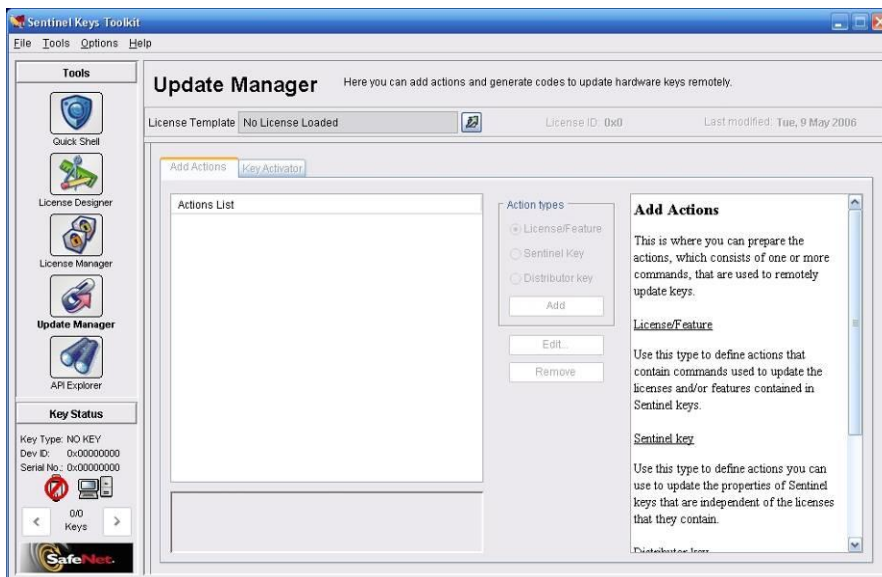 Sentinel Keys Toolkit
File Tools Options Help
Tools
Quick Shell
License Designer
License Manager
Update Manager
API Explorer
Key Status
Key Type: NO KEY
Dev ID: 0x00000000
Serial No.: 0x00000000
0/0
Keys
SafeNet.
Update Manager
Here you can add actions and generate codes to update hardware keys remotely.
License Template No License Loaded
License ID: 0x0
Last modified: Tue, 9 May 2006
Add Actions
Key Activator
Actions List
Action types
License/Feature
Sentinel Key
Distributor key
Add
Edit...
Remove
Add Actions
This is where you can prepare the
actions, which consists of one or more
commands, that are used to remotely
update keys.
License/Feature
Use this type to define actions that
contain commands used to update the
licenses and/or features contained in
Sentinel keys.
Sentinel key
Use this type to define actions you can
use to update the properties of Sentinel
keys that are independent of the licenses
that they contain.
Distributor key